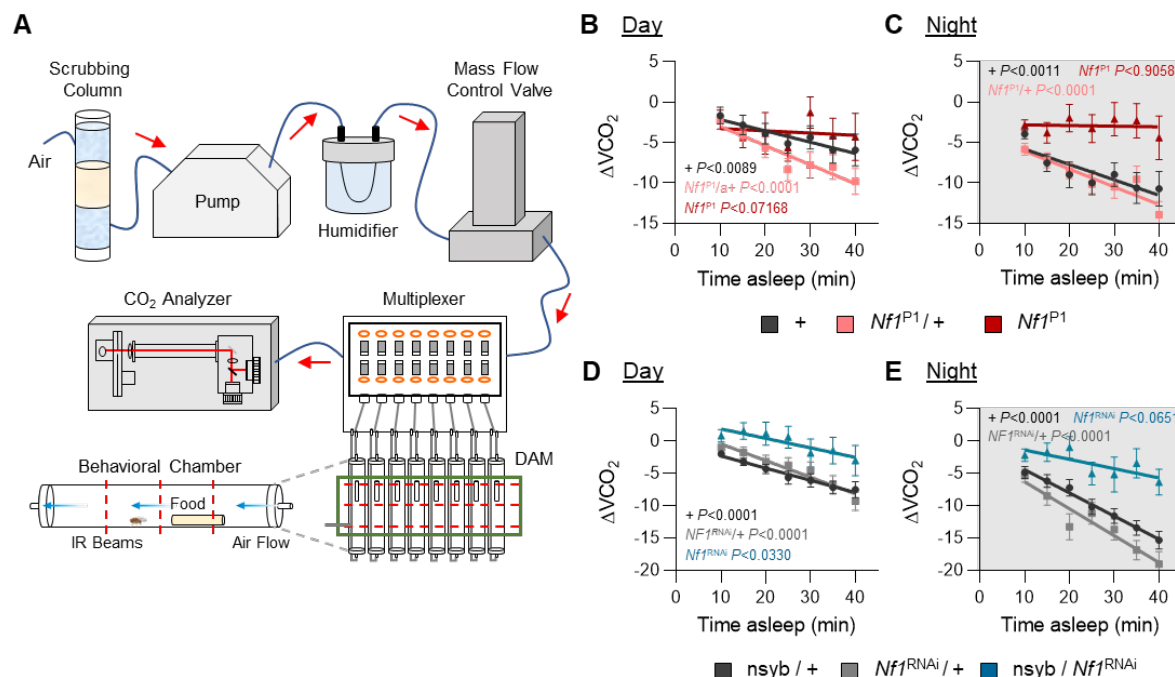 A
Scrubbing
Column
Air
Pump
Humidifier
Mass Flow
Control Valve
CO₂ Analyzer
Multiplexer
DAM
Behavioral Chamber
Food
IR Beams
Air Flow
B Day
5
0
-5
-10
-15
ΔVCO₂
+ P<0.0089
Nf1ᴾ¹/a+ P<0.0001
Nf1ᴾ¹ P<0.07168
0 10 20 30 40
Time asleep (min)
C Night
5
0
-5
-10
-15
ΔVCO₂
+ P<0.0011 Nf1ᴾ¹ P<0.9058
Nf1ᴾ¹/+ P<0.0001
0 10 20 30 40
Time asleep (min)
+ Nf1ᴾ¹/ + Nf1ᴾ¹
D Day
5
0
-5
-10
-15
-20
ΔVCO₂
+ P<0.0001
NF1ᴿᴺᴬⁱ/+ P<0.0001
Nf1ᴿᴺᴬⁱ P<0.0330
0 10 20 30 40
Time asleep (min)
E Night
5
0
-5
-10
-15
-20
ΔVCO₂
+ P<0.0001 Nf1ᴿᴺᴬⁱ P<0.0651
NF1ᴿᴺᴬⁱ/+ P<0.0001
0 10 20 30 40
Time asleep (min)
nsyb / + Nf1ᴿᴺᴬⁱ / + nsyb / Nf1ᴿᴺᴬⁱ